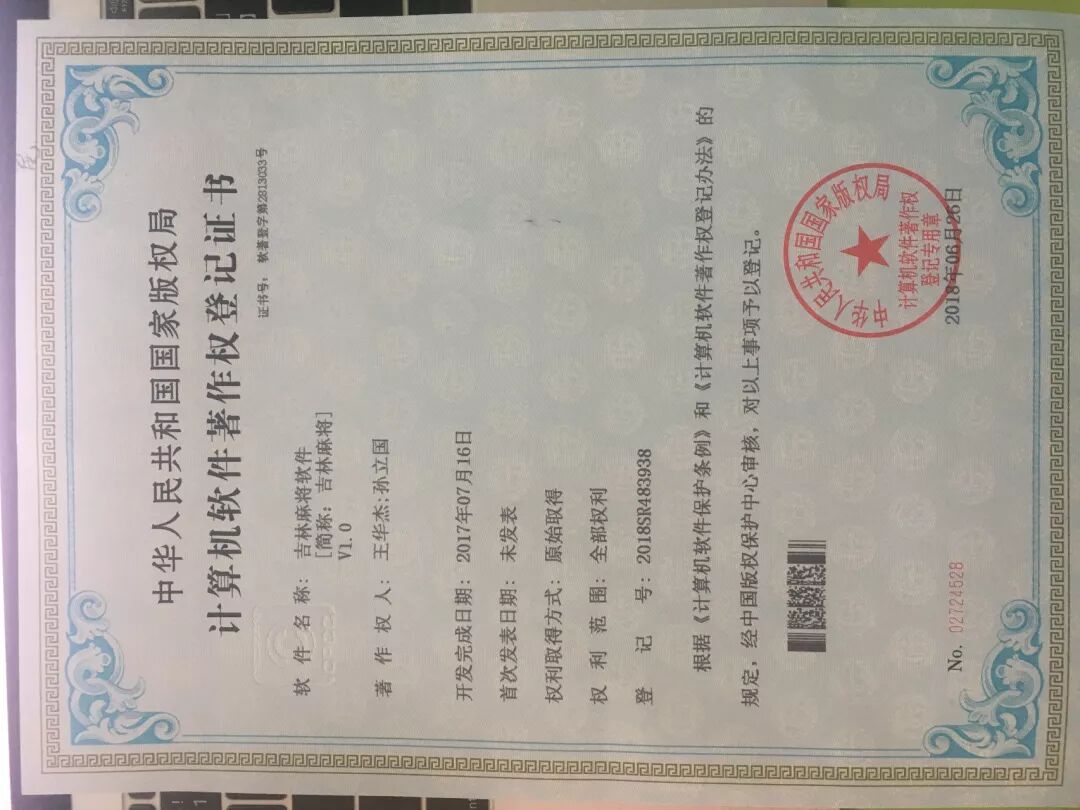 中华人民共和国国家版权局
计算机软件著作权登记证书
证书号: 软著登字第2813033号
软件名称: 吉林麻将软件
[简称: 吉林麻将]
V1.0
著作权人: 王华杰;孙立国
开发完成日期: 2017年07月16日
首次发表日期: 未发表
权利取得方式: 原始取得
权利范围: 全部权利
登记号: 2018SR483938
根据《计算机软件保护条例》和《计算机软件著作权登记办法》的
规定,经中国版权保护中心审核,对以上事项予以登记。
中华人民共和国国家版权局
计算机软件著作权
登记专用章
No. 02724528
2018年06月26日